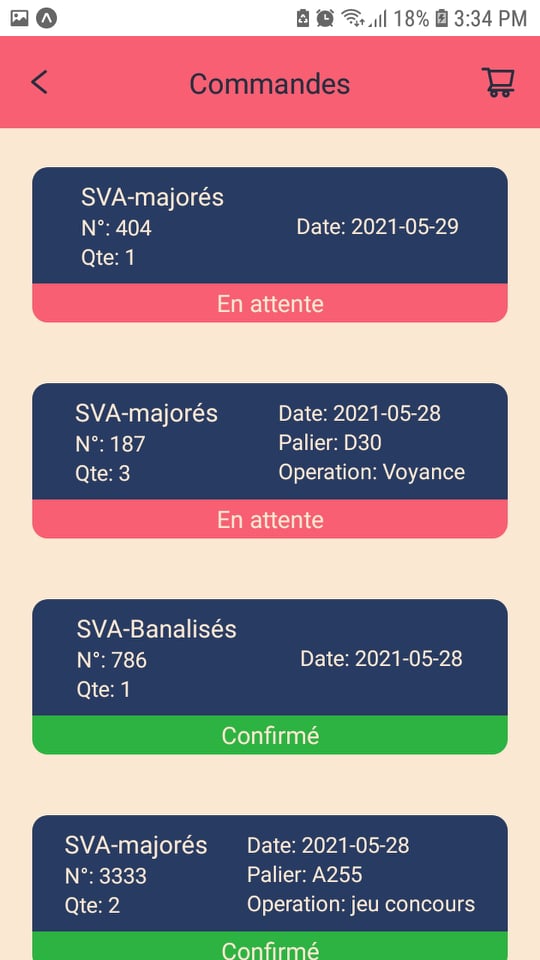 18% 3:34 PM
Commandes
SVA-majorés
N°: 404
Qte: 1
Date: 2021-05-29
En attente
SVA-majorés
N°: 187
Qte: 3
Date: 2021-05-28
Palier: D30
Operation: Voyance
En attente
SVA-Banalisés
N°: 786
Qte: 1
Date: 2021-05-28
Confirmé
SVA-majorés
N°: 3333
Qte: 2
Date: 2021-05-28
Palier: A255
Operation: jeu concours
Confirmé